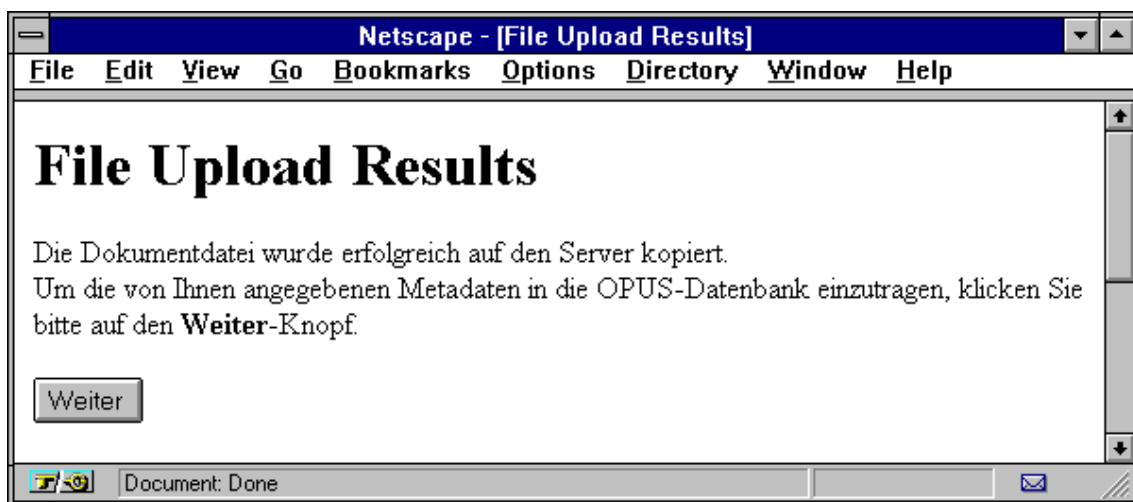 Netscape - [File Upload Results]
File Edit View Go Bookmarks Options Directory Window Help
File Upload Results
Die Dokumentdatei wurde erfolgreich auf den Server kopiert.
Um die von Ihnen angegebenen Metadaten in die OPUS-Datenbank einzutragen, klicken Sie
bitte auf den Weiter-Knopf.
Weiter
Document: Done